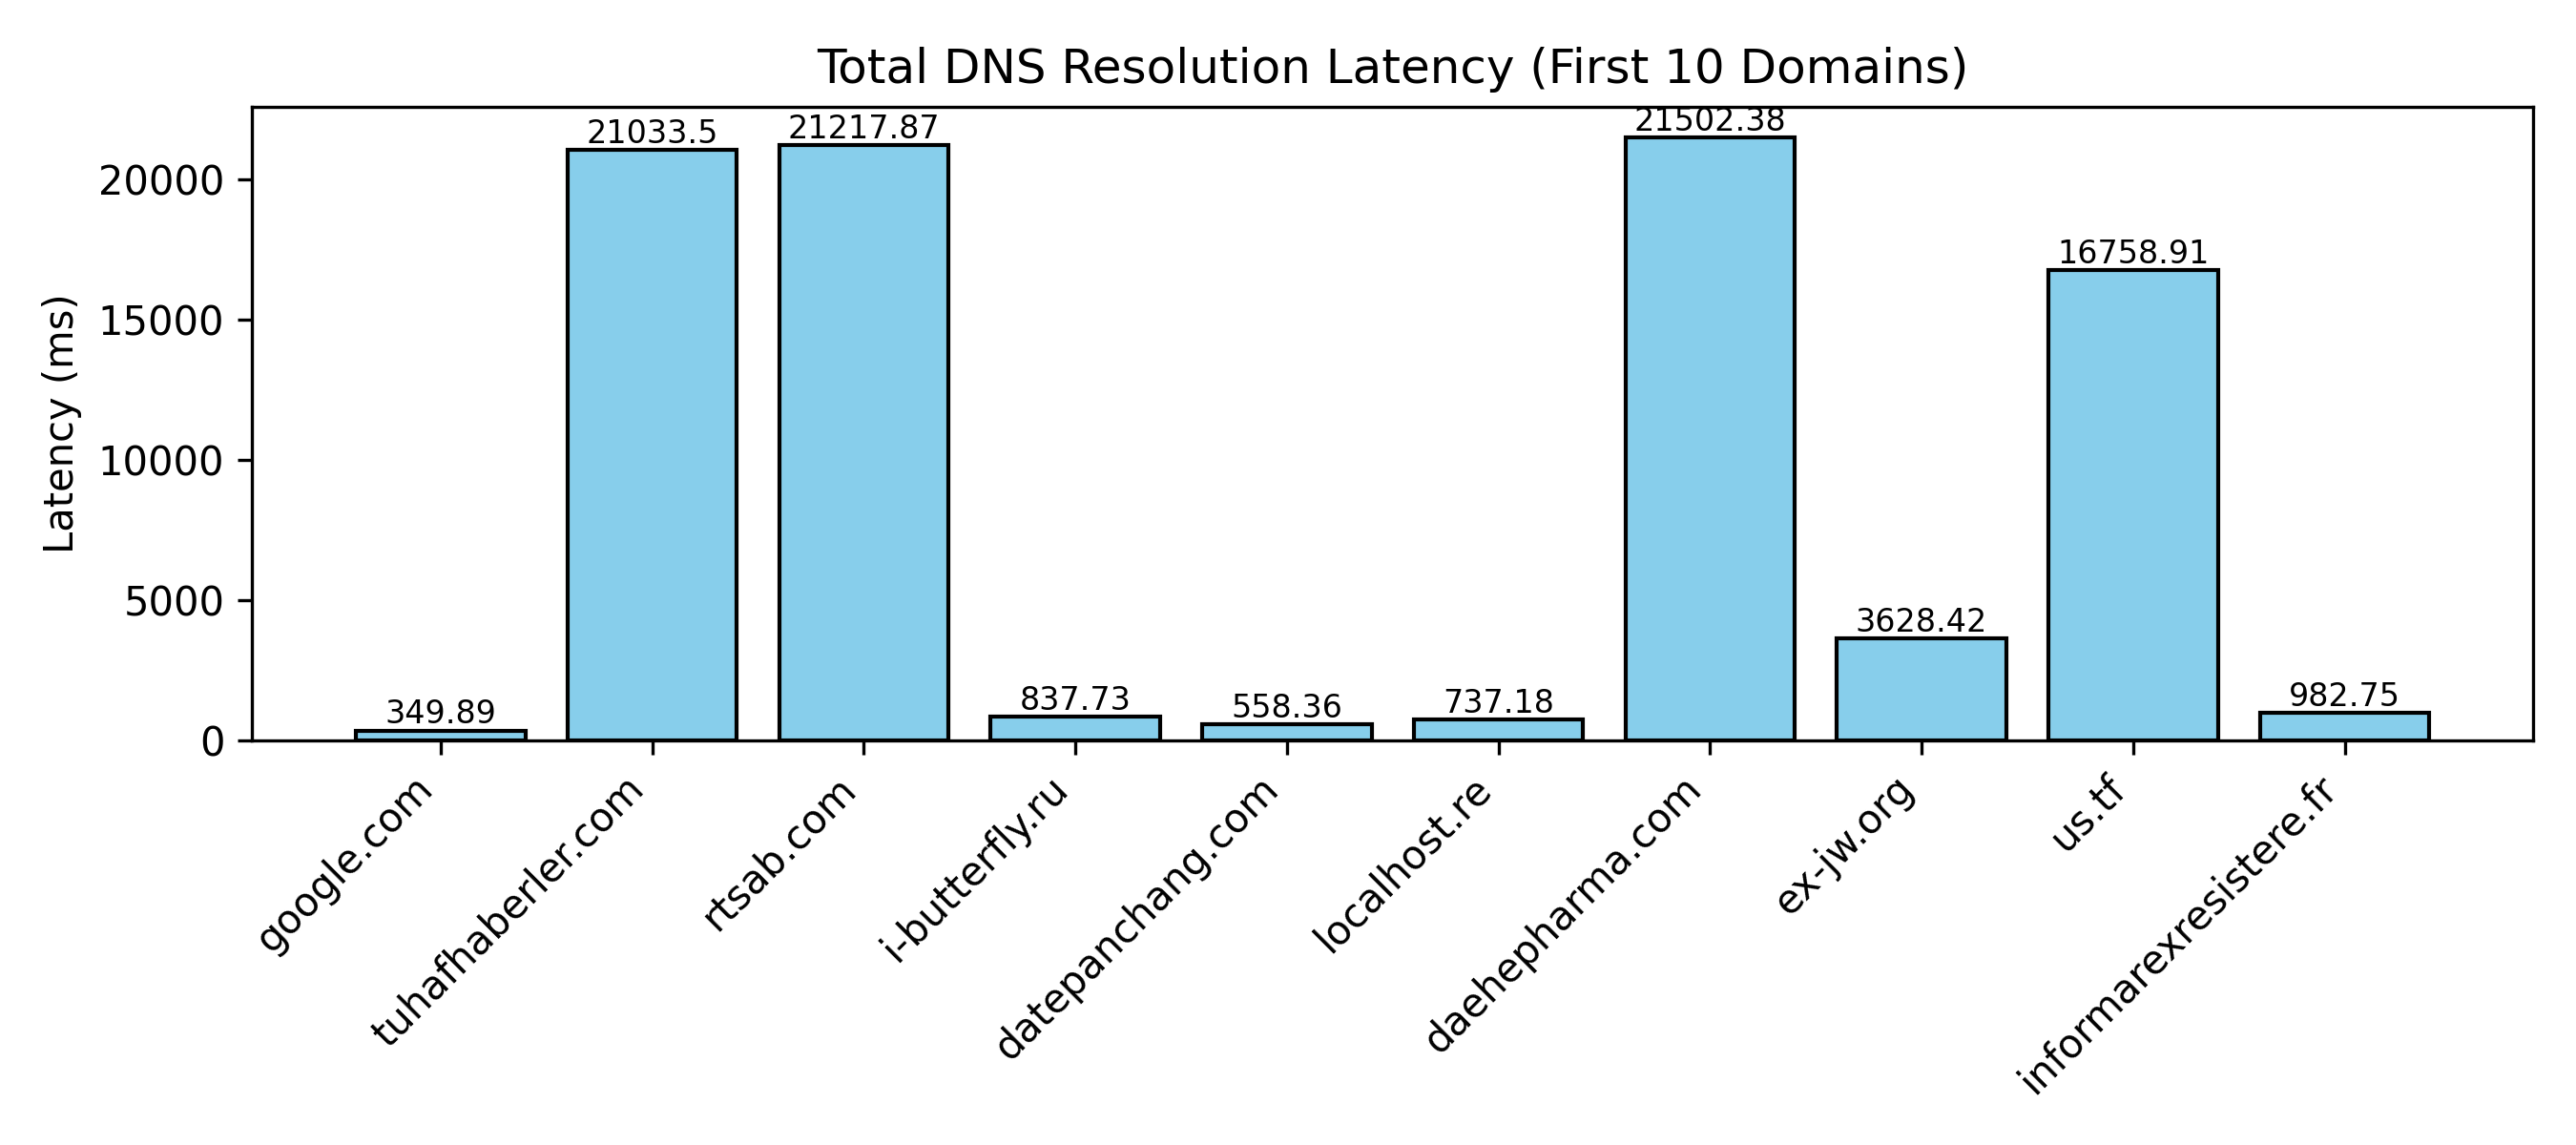 Total DNS Resolution Latency (First 10 Domains)
Latency (ms)
20000
15000
10000
5000
0
349.89
21033.5
21217.87
837.73
558.36
737.18
21502.38
3628.42
16758.91
982.75
google.com
tuhafhaberler.com
rtsab.com
i-butterfly.ru
datepanchang.com
localhost.re
daehepharma.com
ex-jw.org
us.tf
informarexresistere.fr